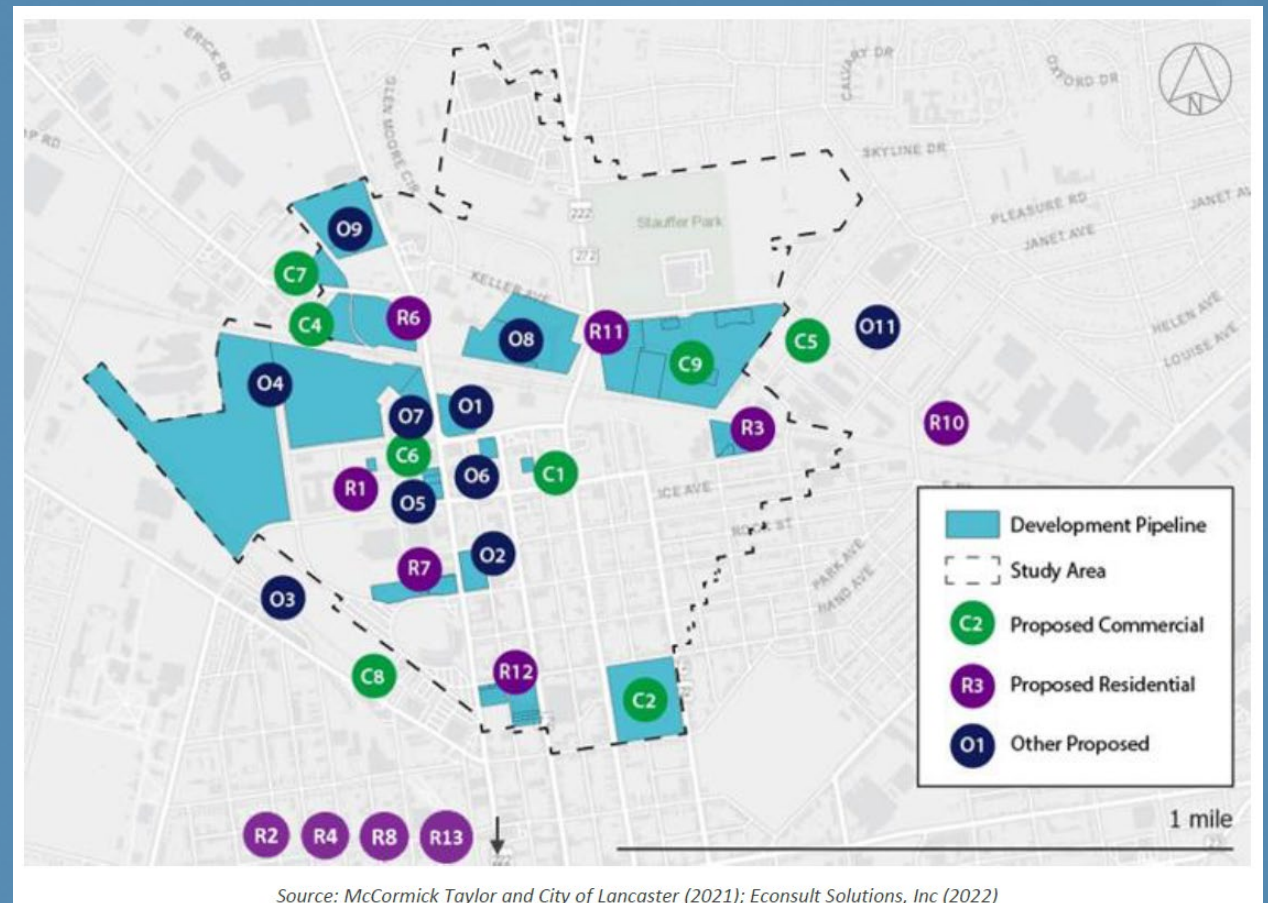 ERICK RD
GLEN MOORE CIR
CALVARY DR
OXFORD DR
N
SKYLINE DR
222
Stauffer Park
PLEASURE RD
JANET AVE
272
O9
C7
KELLER AVE
HELEN AVE
LOUISE AVE
C4
R6
O8
R11
C9
C5
O11
O4
O7
O1
R3
R10
C6
O6
C1
R1
O5
ICE AVE
ROCK ST
PARK AVE
HAND AVE
R7
O2
O3
C8
R12
C2
Development Pipeline
Study Area
C2 Proposed Commercial
R3 Proposed Residential
O1 Other Proposed
1 mile
R2 R4 R8 R13
222
Source: McCormick Taylor and City of Lancaster (2021); Econsult Solutions, Inc (2022)